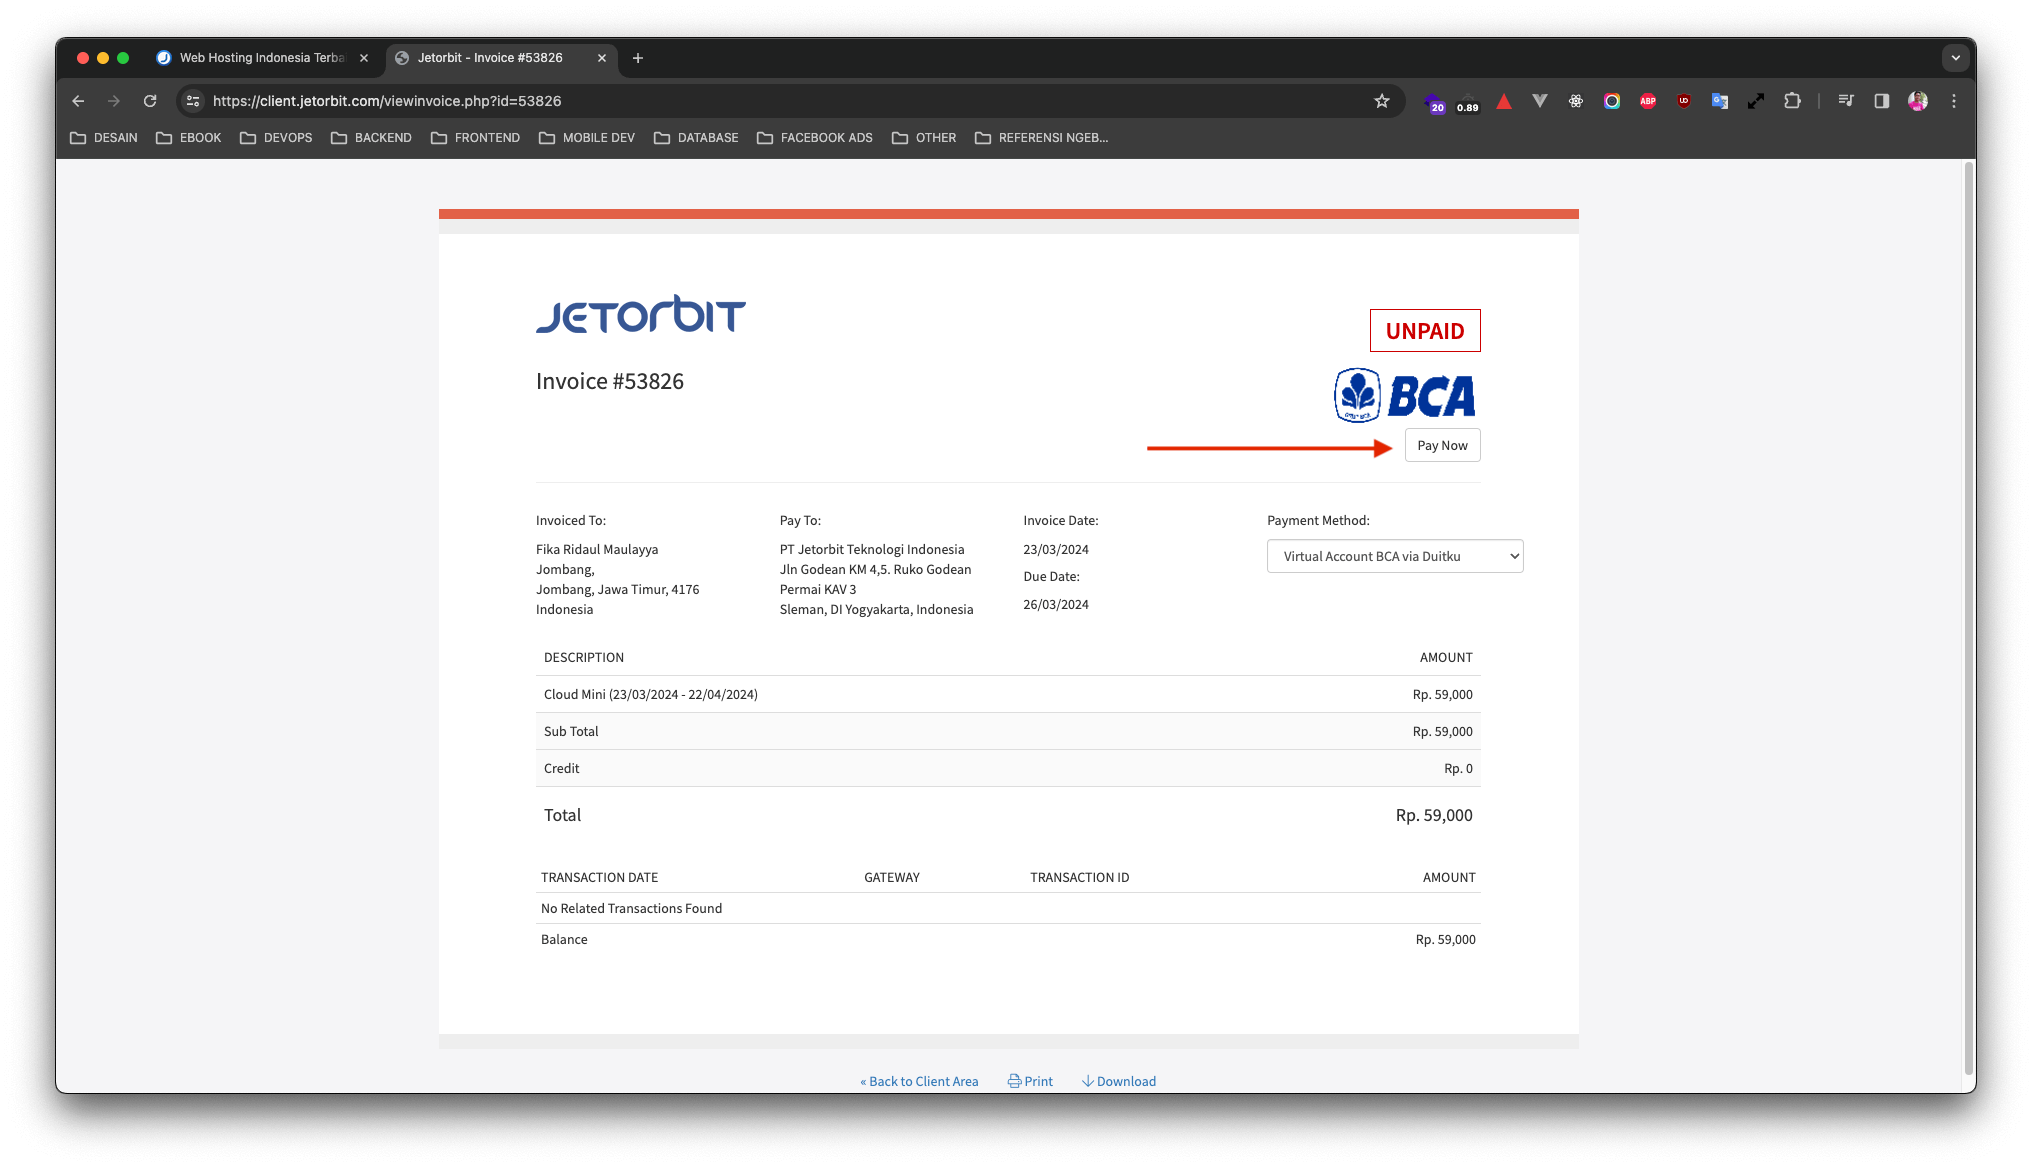 Web Hosting Indonesia Terba
Jetorbit - Invoice #53826
https://client.jetorbit.com/viewinvoice.php?id=53826
20
0.89
ABP
DESAIN
EBOOK
DEVOPS
BACKEND
FRONTEND
MOBILE DEV
DATABASE
FACEBOOK ADS
OTHER
REFERENSI NGEB...
JETORBIT
UNPAID
Invoice #53826
BCA
Pay Now
Invoiced To:
Fika Ridaul Maulayya
Jombang,
Jombang, Jawa Timur, 4176
Indonesia
Pay To:
PT Jetorbit Teknologi Indonesia
Jln Godean KM 4,5. Ruko Godean
Permai KAV 3
Sleman, DI Yogyakarta, Indonesia
Invoice Date:
23/03/2024
Due Date:
26/03/2024
Payment Method:
Virtual Account BCA via Duitku
DESCRIPTION AMOUNT
Cloud Mini (23/03/2024 - 22/04/2024) Rp. 59,000
Sub Total Rp. 59,000
Credit Rp. 0
Total Rp. 59,000
TRANSACTION DATE GATEWAY TRANSACTION ID AMOUNT
No Related Transactions Found
Balance Rp. 59,000
« Back to Client Area
Print
Download